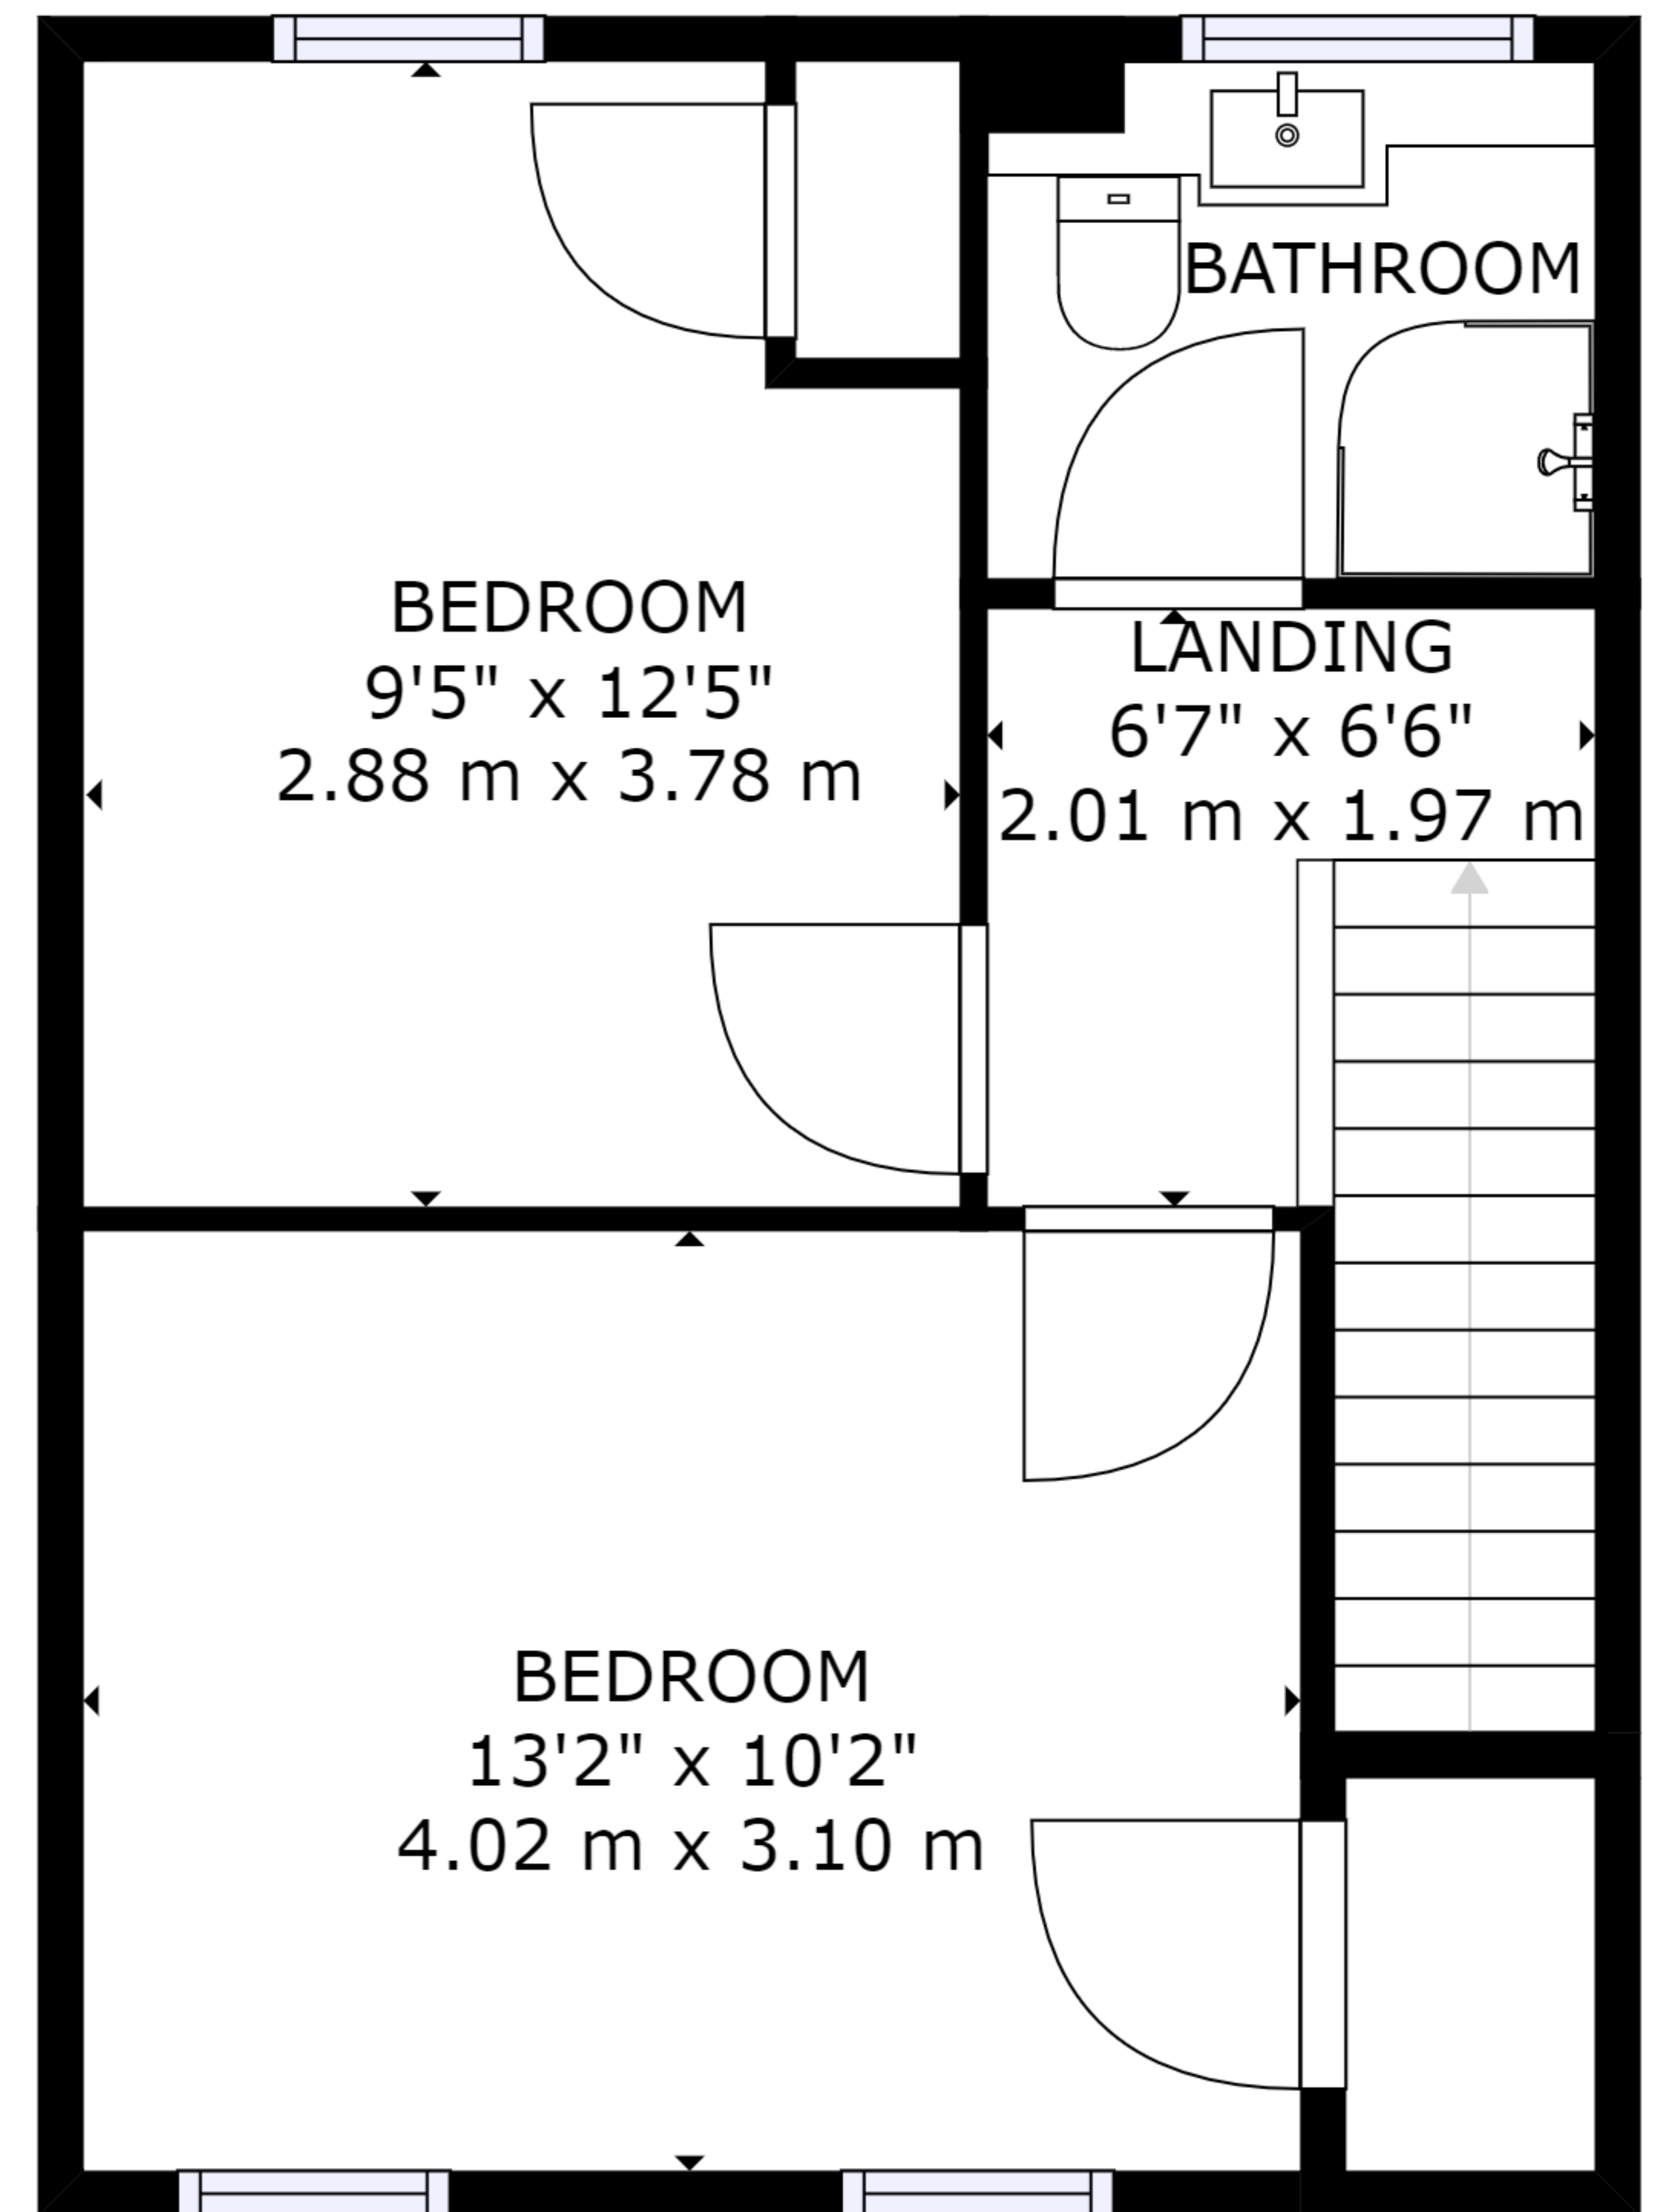 BATHROOM
BEDROOM
9'5" x 12'5"
2.88 m x 3.78 m
LANDING
6'7" x 6'6"
2.01 m x 1.97 m
BEDROOM
13'2" x 10'2"
4.02 m x 3.10 m